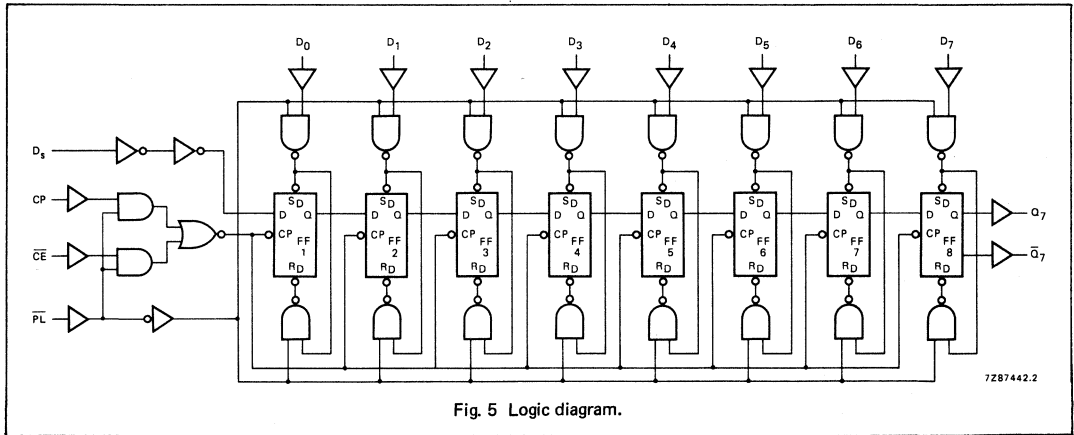 D0 D1 D2 D3 D4 D5 D6 D7
Ds
CP
CE
PL
SD SD SD SD SD SD SD SD
D Q D Q D Q D Q D Q D Q D Q D Q
Q7
CP FF 1 CP FF 2 CP FF 3 CP FF 4 CP FF 5 CP FF 6 CP FF 7 CP FF 8
Q̅7
RD RD RD RD RD RD RD RD
7Z87442.2
Fig. 5 Logic diagram.